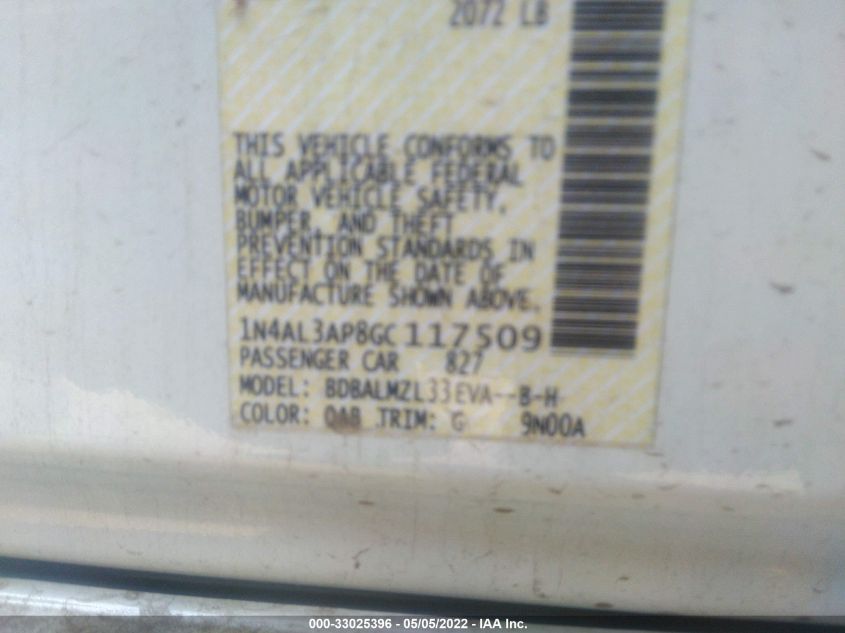 2072 LB
THIS VEHICLE CONFORMS TO
ALL APPLICABLE FEDERAL
MOTOR VEHICLE SAFETY,
BUMPER, AND THEFT
PREVENTION STANDARDS IN
EFFECT ON THE DATE OF
MANUFACTURE SHOWN ABOVE.
1N4AL3AP8GC117509
PASSENGER CAR 827
MODEL: BDBALMZL33EVA--B-H
COLOR: QAB TRIM: G 9N00A
000-33025396 - 05/05/2022 - IAA Inc.